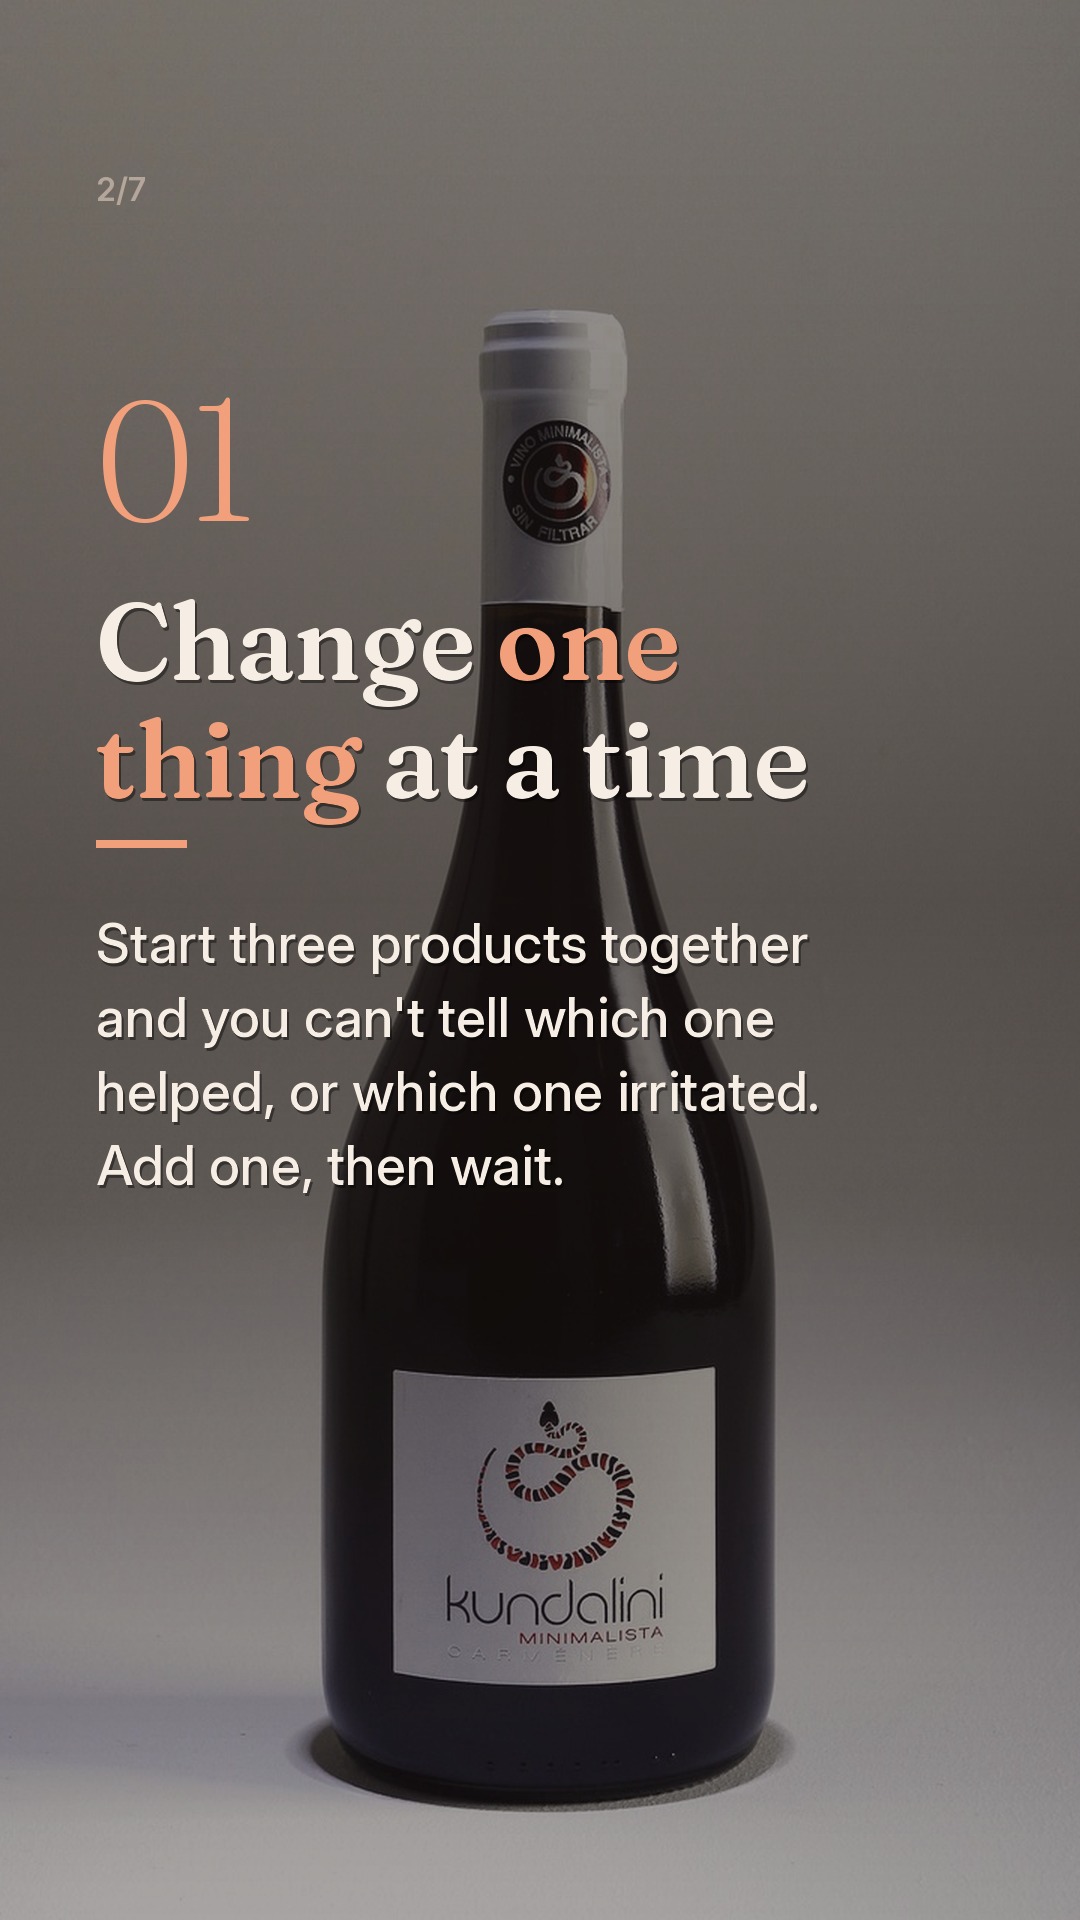 2/7
01
VINO MINIMALISTA
SIN FILTRAR
Change one
thing at a time
Start three products together
and you can't tell which one
helped, or which one irritated.
Add one, then wait.
kundalini
MINIMALISTA
CARMÉNÈRE